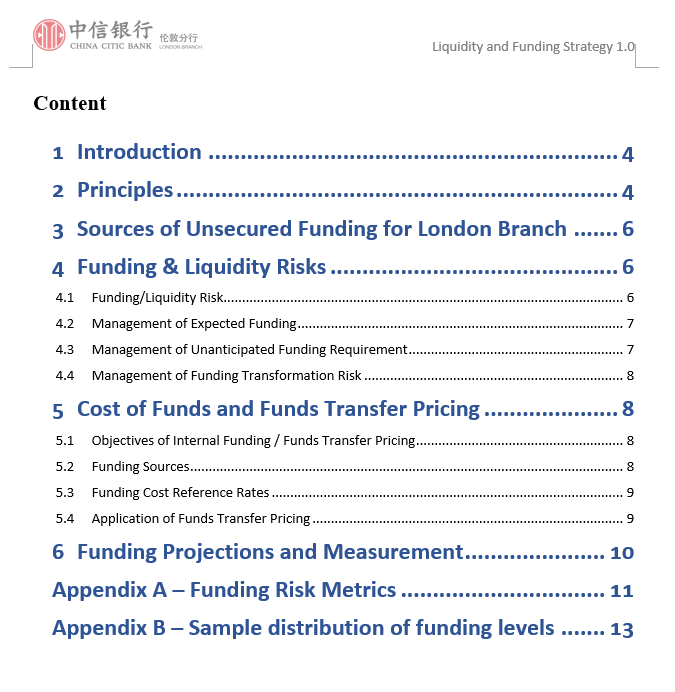 中信银行 伦敦分行
CHINA CITIC BANK LONDON BRANCH
Liquidity and Funding Strategy 1.0
Content
1 Introduction ................................................................ 4
2 Principles..................................................................... 4
3 Sources of Unsecured Funding for London Branch ....... 6
4 Funding & Liquidity Risks ............................................. 6
4.1 Funding/Liquidity Risk.......................................................................................................... 6
4.2 Management of Expected Funding...................................................................................... 7
4.3 Management of Unanticipated Funding Requirement......................................................... 7
4.4 Management of Funding Transformation Risk .................................................................... 8
5 Cost of Funds and Funds Transfer Pricing ..................... 8
5.1 Objectives of Internal Funding / Funds Transfer Pricing....................................................... 8
5.2 Funding Sources................................................................................................................... 8
5.3 Funding Cost Reference Rates ............................................................................................. 9
5.4 Application of Funds Transfer Pricing .................................................................................. 9
6 Funding Projections and Measurement...................... 10
Appendix A – Funding Risk Metrics ................................ 11
Appendix B – Sample distribution of funding levels ....... 13